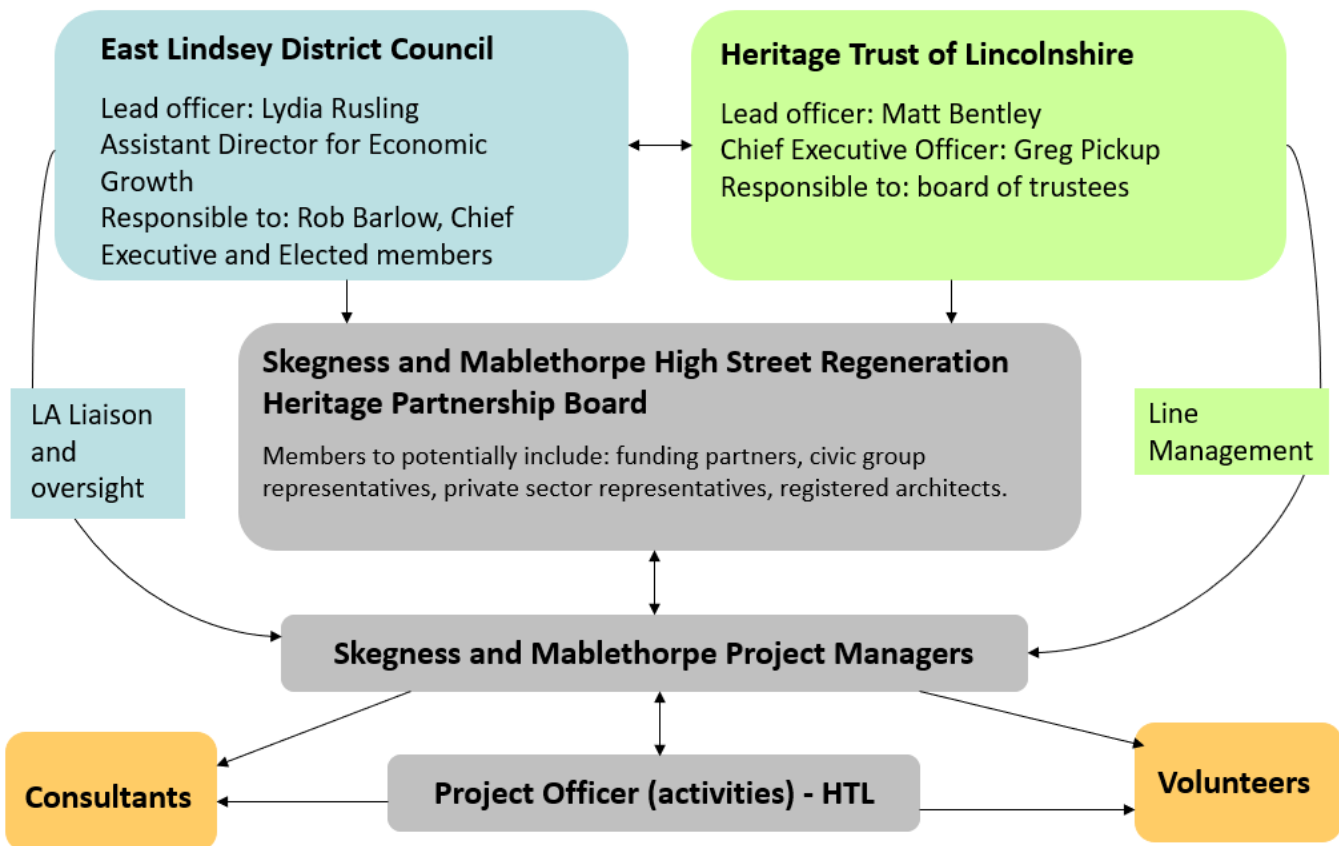 East Lindsey District Council
Lead officer: Lydia Rusling
Assistant Director for Economic
Growth
Responsible to: Rob Barlow, Chief
Executive and Elected members
Heritage Trust of Lincolnshire
Lead officer: Matt Bentley
Chief Executive Officer: Greg Pickup
Responsible to: board of trustees
Skegness and Mablethorpe High Street Regeneration
Heritage Partnership Board
Members to potentially include: funding partners, civic group
representatives, private sector representatives, registered architects.
LA Liaison
and
oversight
Line
Management
Skegness and Mablethorpe Project Managers
Consultants
Project Officer (activities) - HTL
Volunteers